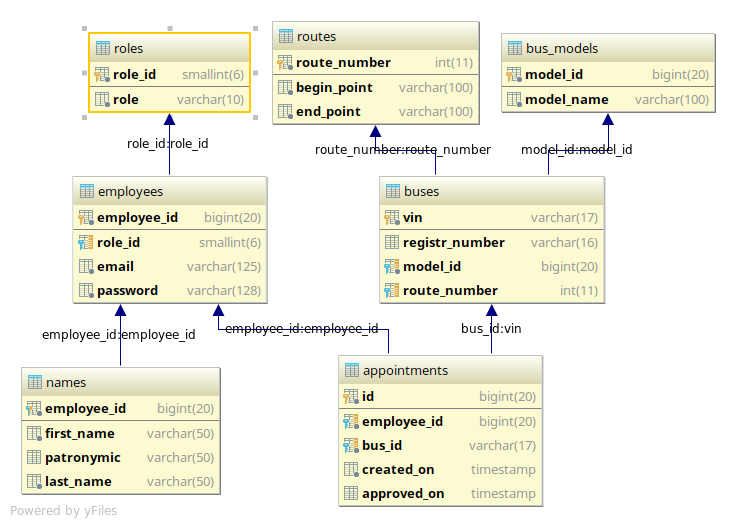 roles
role_id smallint(6)
role varchar(10)
routes
route_number int(11)
begin_point varchar(100)
end_point varchar(100)
bus_models
model_id bigint(20)
model_name varchar(100)
role_id:role_id
route_number:route_number
model_id:model_id
employees
employee_id bigint(20)
role_id smallint(6)
email varchar(125)
password varchar(128)
buses
vin varchar(17)
registr_number varchar(16)
model_id bigint(20)
route_number int(11)
employee_id:employee_id
employee_id:employee_id
bus_id:vin
names
employee_id bigint(20)
first_name varchar(50)
patronymic varchar(50)
last_name varchar(50)
appointments
id bigint(20)
employee_id bigint(20)
bus_id varchar(17)
created_on timestamp
approved_on timestamp
Powered by yFiles